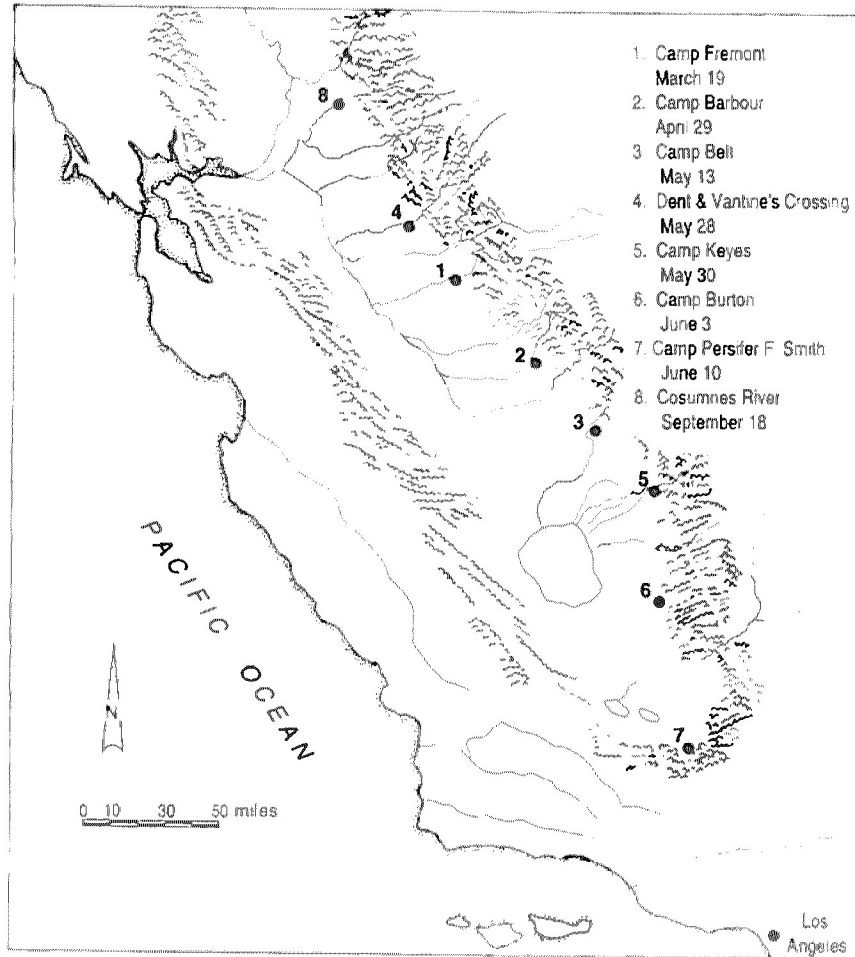 1. Camp Fremont
March 19
2. Camp Barbour
April 29
3 Camp Belt
May 13
4. Dent & Vantine's Crossing
May 28
5. Camp Keyes
May 30
6. Camp Burton
June 3
7. Camp Persifer F. Smith
June 10
8. Cosumnes River
September 18
8
4
1
2
3
5
6
7
PACIFIC OCEAN
N
0 10 30 50 miles
Los
Angeles